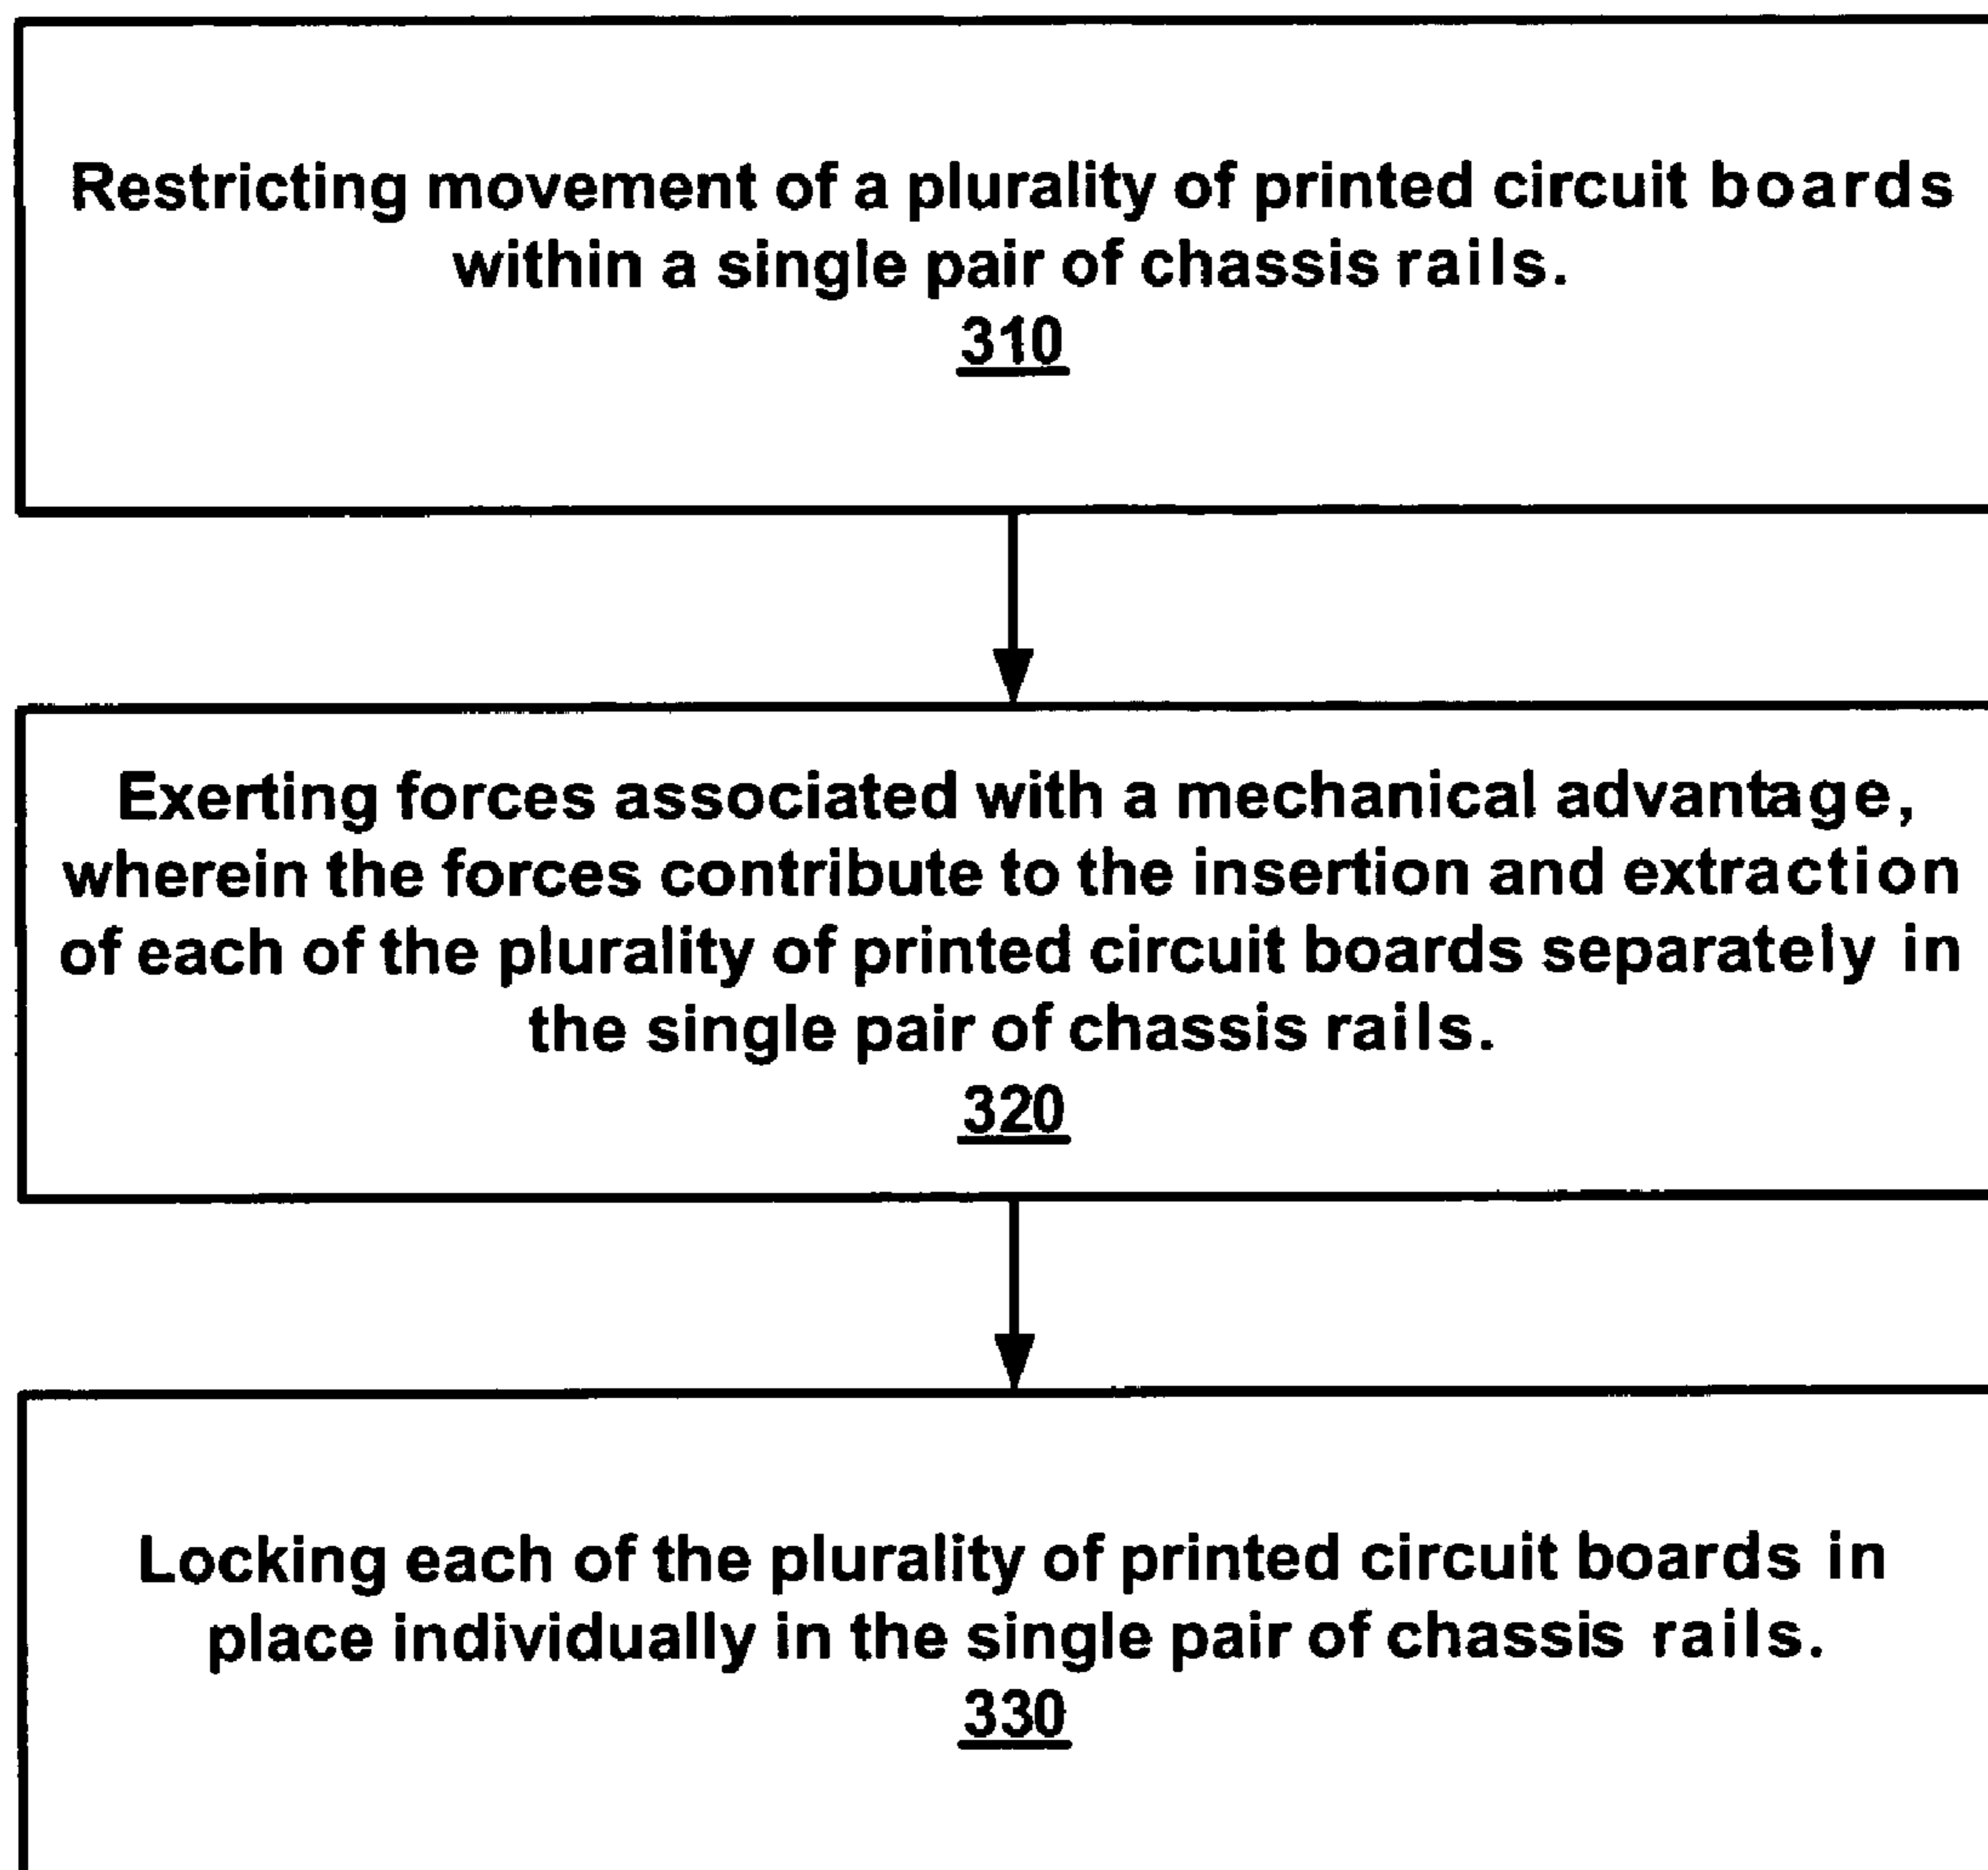 Restricting movement of a plurality of printed circuit boards
within a single pair of chassis rails.
310
Exerting forces associated with a mechanical advantage,
wherein the forces contribute to the insertion and extraction
of each of the plurality of printed circuit boards separately in
the single pair of chassis rails.
320
Locking each of the plurality of printed circuit boards in
place individually in the single pair of chassis rails.
330